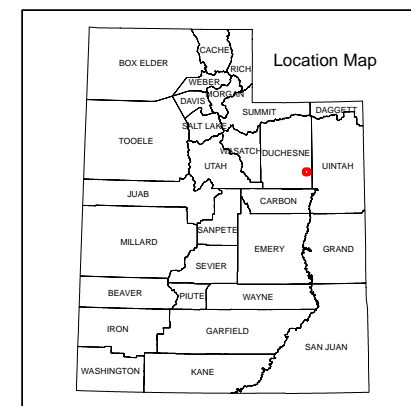 Location Map
CACHE
BOX ELDER
RICH
WEBER
MORGAN
DAVIS
SUMMIT
DAGGETT
SALT LAKE
TOOELE
WASATCH
DUCHESNE
UINTAH
UTAH
JUAB
CARBON
SANPETE
MILLARD
EMERY
GRAND
SEVIER
BEAVER
PIUTE
WAYNE
IRON
GARFIELD
SAN JUAN
WASHINGTON
KANE